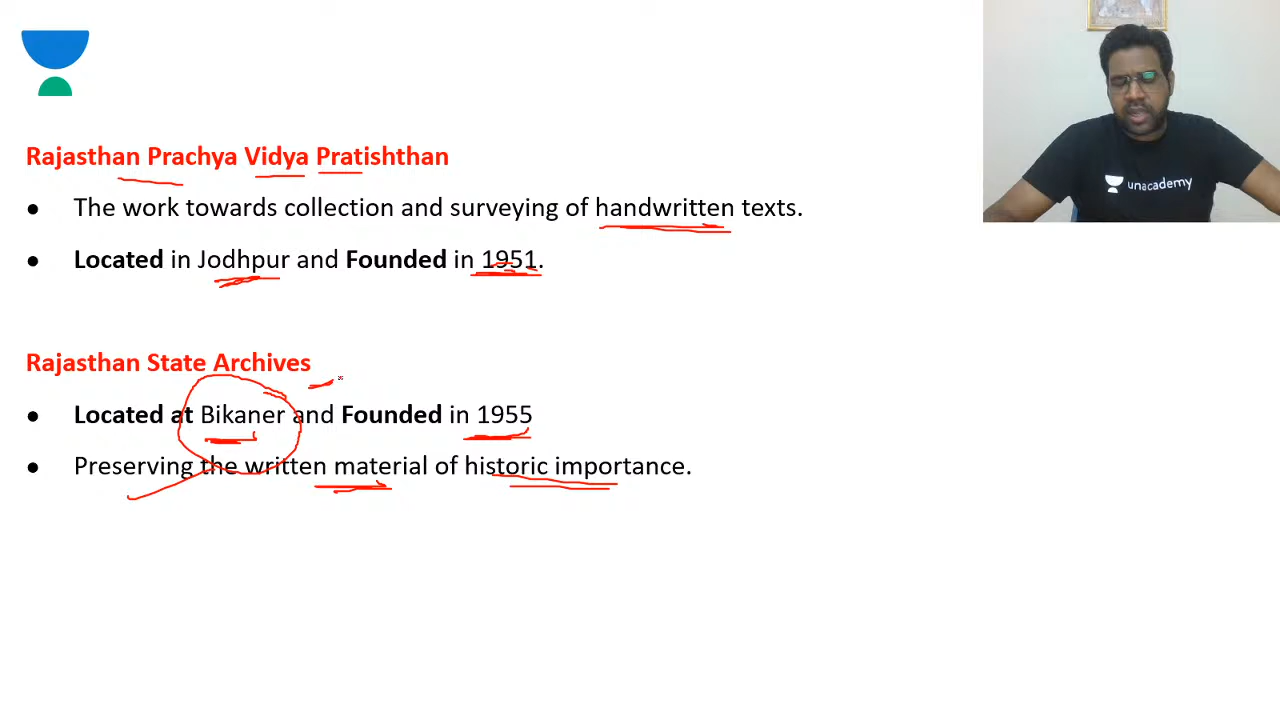 Rajasthan Prachya Vidya Pratishthan
● The work towards collection and surveying of handwritten texts.
● Located in Jodhpur and Founded in 1951.
Rajasthan State Archives
● Located at Bikaner and Founded in 1955
● Preserving the written material of historic importance.
unacademy